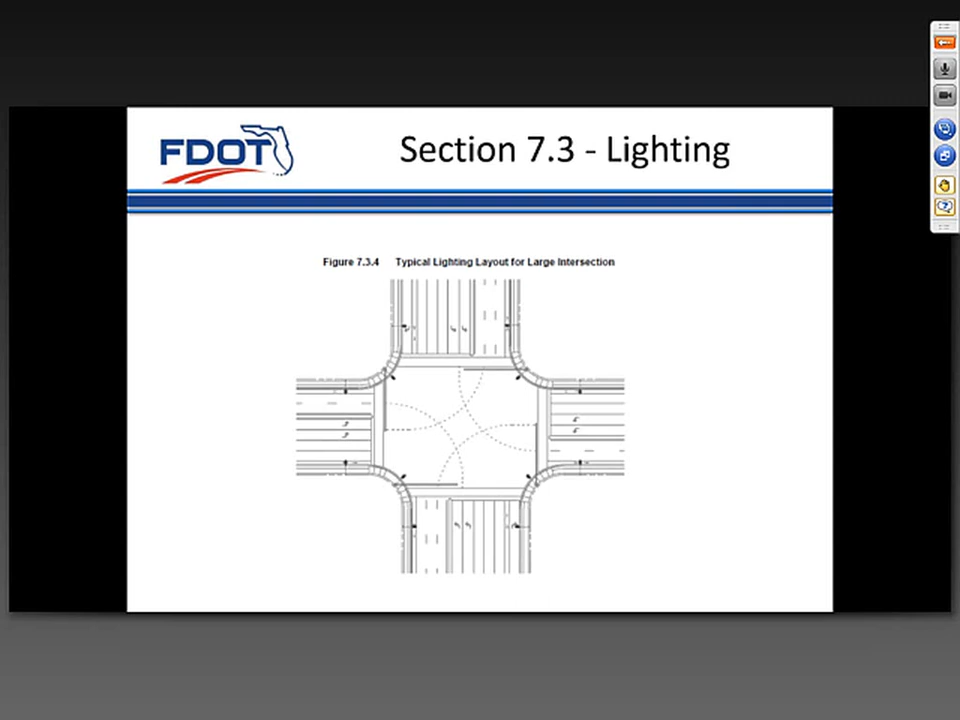 FDOT
Section 7.3 - Lighting
Figure 7.3.4 Typical Lighting Layout for Large Intersection